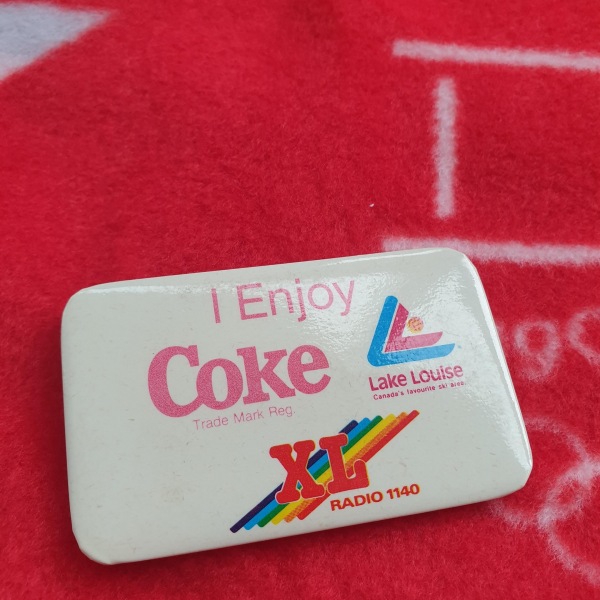 I Enjoy
Coke
Trade Mark Reg.
Lake Louise
Canada's favourite ski area
XL
RADIO 1140